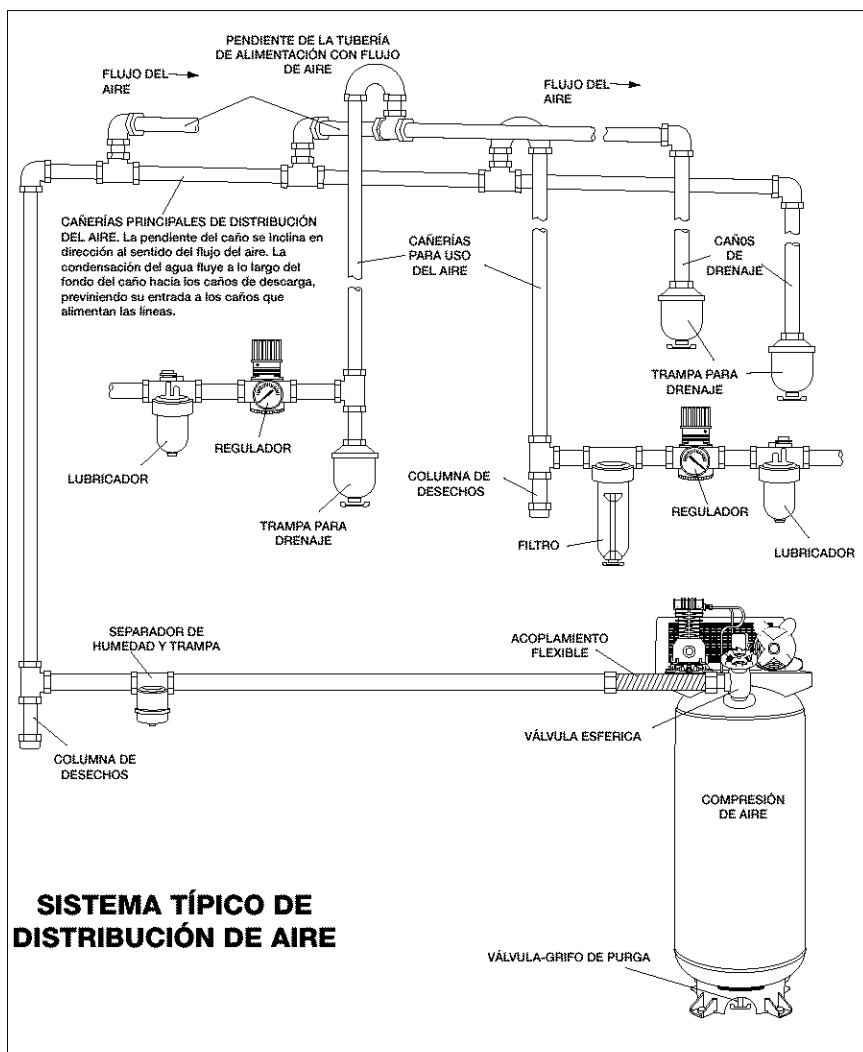 PENDIENTE DE LA TUBERÍA
DE ALIMENTACIÓN CON FLUJO
DE AIRE
FLUJO DEL
AIRE
FLUJO DEL
AIRE
CAÑERÍAS PRINCIPALES DE DISTRIBUCIÓN
DEL AIRE. La pendiente del caño se inclina en
dirección al sentido del flujo del aire. La
condensación del agua fluye a lo largo del
fondo del caño hacia los caños de descarga,
previniendo su entrada a los caños que
alimentan las líneas.
CAÑERÍAS
PARA USO
DEL AIRE
CAÑOS
DE
DRENAJE
TRAMPA PARA
DRENAJE
REGULADOR
LUBRICADOR
TRAMPA PARA
DRENAJE
COLUMNA DE
DESECHOS
FILTRO
REGULADOR
LUBRICADOR
SEPARADOR DE
HUMEDAD Y TRAMPA
ACOPLAMIENTO
FLEXIBLE
VÁLVULA ESFERICA
COLUMNA DE
DESECHOS
COMPRESIÓN
DE AIRE
SISTEMA TÍPICO DE
DISTRIBUCIÓN DE AIRE
VÁLVULA-GRIFO DE PURGA